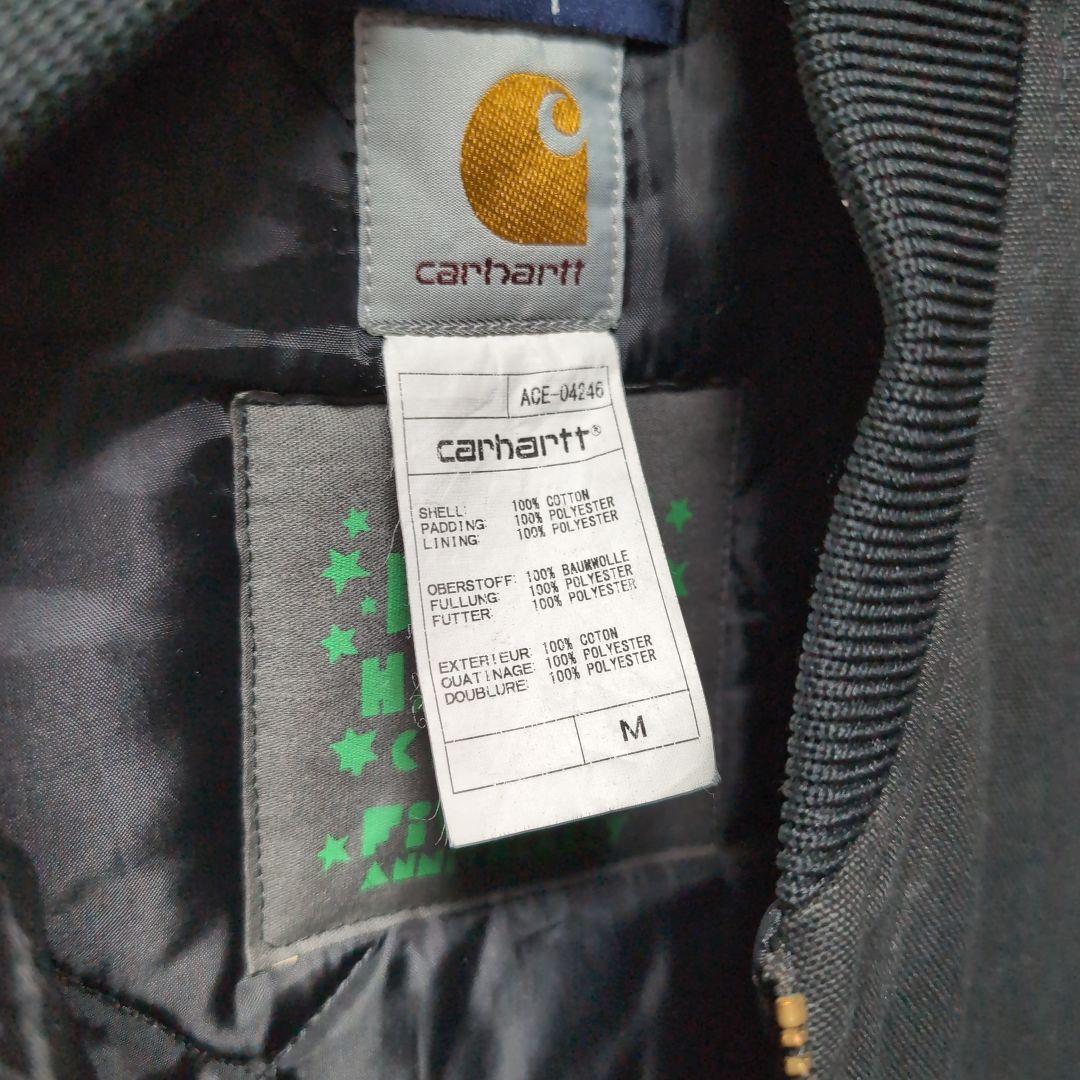 carhartt
ACE-04246
carhartt®
SHELL: 100% COTTON
PADDING: 100% POLYESTER
LINING: 100% POLYESTER
OBERSTOFF: 100% BAUMWOLLE
FULLUNG: 100% POLYESTER
FUTTER: 100% POLYESTER
EXTERIEUR: 100% COTON
OUATINAGE: 100% POLYESTER
DOUBLURE: 100% POLYESTER
M